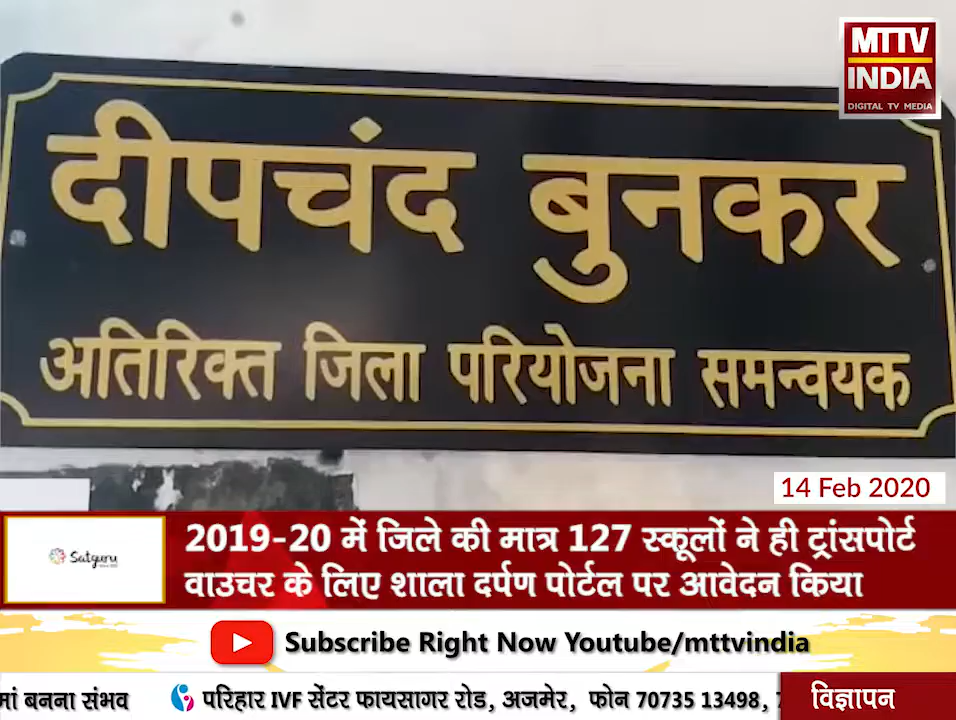 MTTV
INDIA
DIGITAL TV MEDIA
दीपचंद बुनकर
अतिरिक्त जिला परियोजना समन्वयक
14 Feb 2020
Satguru
2019-20 में जिले की मात्र 127 स्कूलों ने ही ट्रांसपोर्ट
वाउचर के लिए शाला दर्पण पोर्टल पर आवेदन किया
Subscribe Right Now Youtube/mttvindia
मां बनना संभव परिहार IVF सेंटर फायसागर रोड, अजमेर, फोन 70735 13498, विज्ञापन